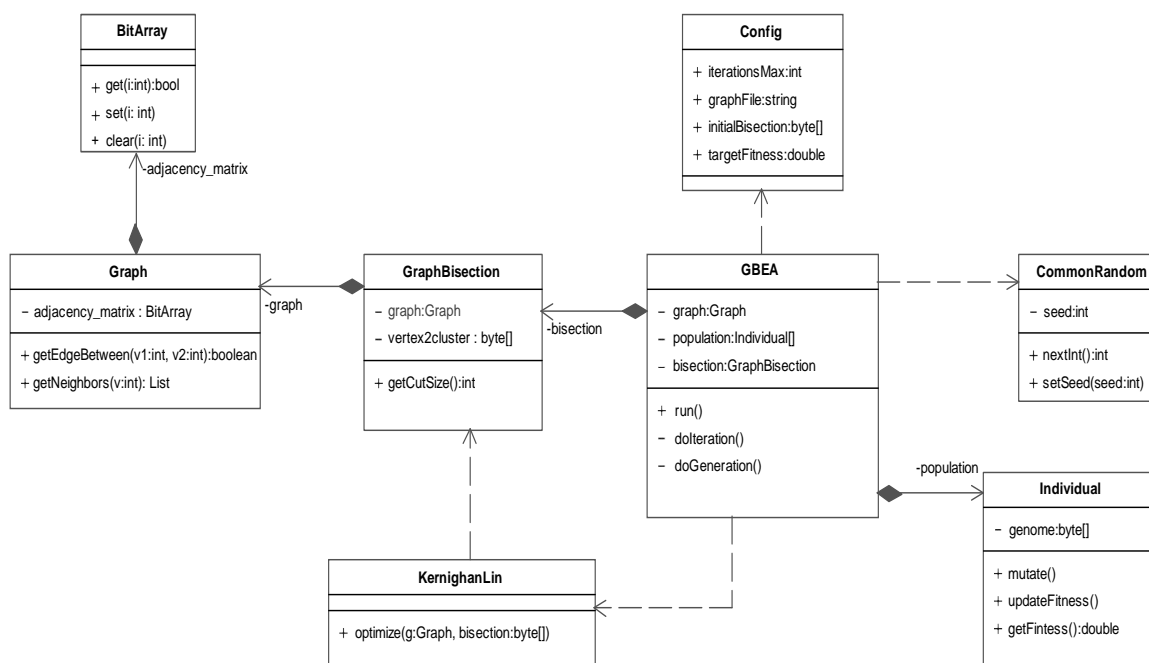 BitArray
+ get(i:int):bool
+ set(i: int)
+ clear(i: int)
-adjacency_matrix
Config
+ iterationsMax:int
+ graphFile:string
+ initialBisection:byte[]
+ targetFitness:double
Graph
- adjacency_matrix : BitArray
+ getEdgeBetween(v1:int, v2:int):boolean
+ getNeighbors(v:int): List
-graph
GraphBisection
- graph:Graph
- vertex2cluster : byte[]
+ getCutSize():int
-bisection
GBEA
- graph:Graph
- population:Individual[]
- bisection:GraphBisection
+ run()
- doIteration()
- doGeneration()
CommonRandom
- seed:int
+ nextInt():int
+ setSeed(seed:int)
-population
Individual
- genome:byte[]
+ mutate()
+ updateFitness()
+ getFintess():double
KernighanLin
+ optimize(g:Graph, bisection:byte[])